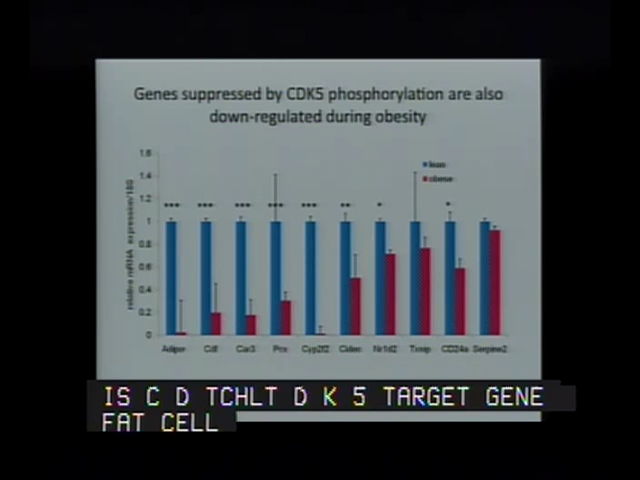 Genes suppressed by CDK5 phosphorylation are also
down-regulated during obesity
1.6
1.4
1.2
1
0.8
0.6
0.4
0.2
0
relative mRNA expression/18S
lean
obese
*** *** *** *** *** ** * *
Cfd Car3 Prx Cyp2f2 Cidec Nr1d2 Txnip CD24a Serpine2
IS C D TCHLT D K 5 TARGET GENE
FAT CELL